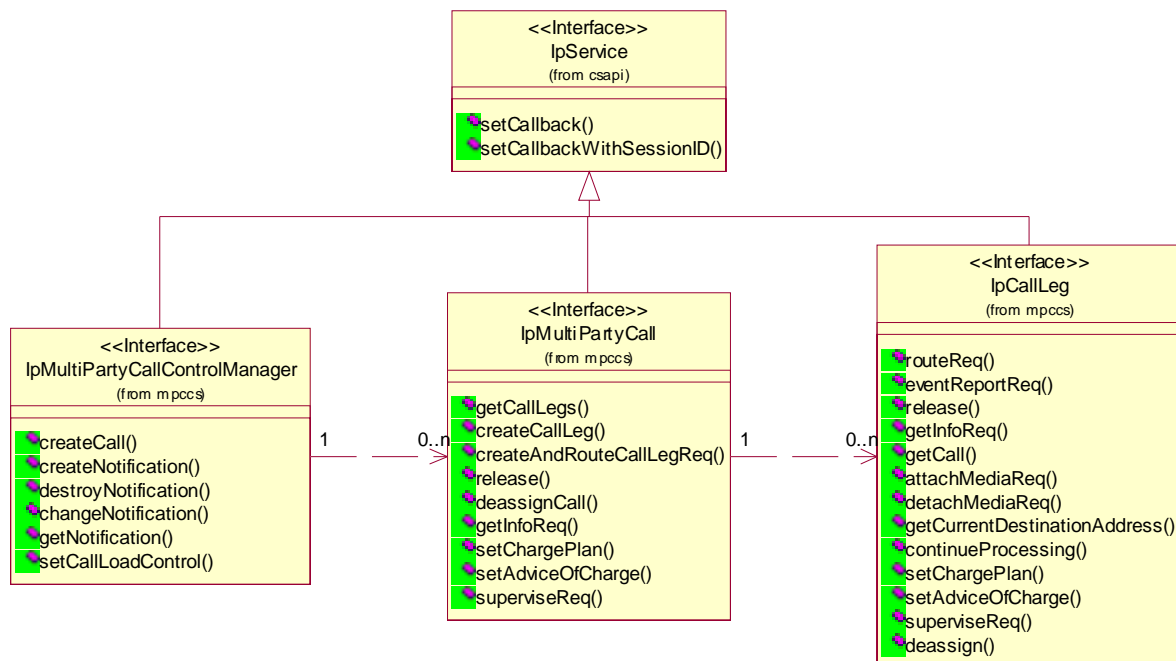 <<Interface>>
IpService
(from csapi)
setCallback()
setCallbackWithSessionID()
<<Interface>>
IpMultiPartyCallControlManager
(from mpccs)
createCall()
createNotification()
destroyNotification()
changeNotification()
getNotification()
setCallLoadControl()
1
0..n
<<Interface>>
IpMultiPartyCall
(from mpccs)
getCallLegs()
createCallLeg()
createAndRouteCallLegReq()
release()
deassignCall()
getInfoReq()
setChargePlan()
setAdviceOfCharge()
superviseReq()
1
0..n
<<Interface>>
IpCallLeg
(from mpccs)
routeReq()
eventReportReq()
release()
getInfoReq()
getCall()
attachMediaReq()
detachMediaReq()
getCurrentDestinationAddress()
continueProcessing()
setChargePlan()
setAdviceOfCharge()
superviseReq()
deassign()